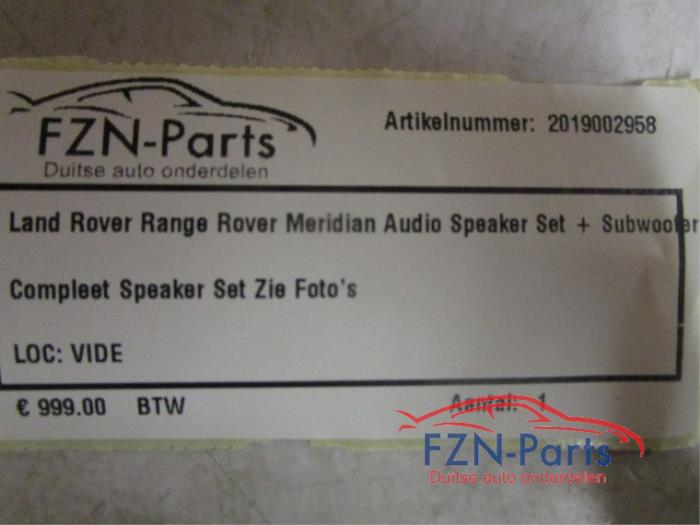 FZN-Parts
Duitse auto onderdelen
Artikelnummer: 2019002958
Land Rover Range Rover Meridian Audio Speaker Set + Subwoofer
Compleet Speaker Set Zie Foto's
LOC: VIDE
€ 999.00 BTW Aantal: 1
FZN-Parts
Duitse auto onderdelen